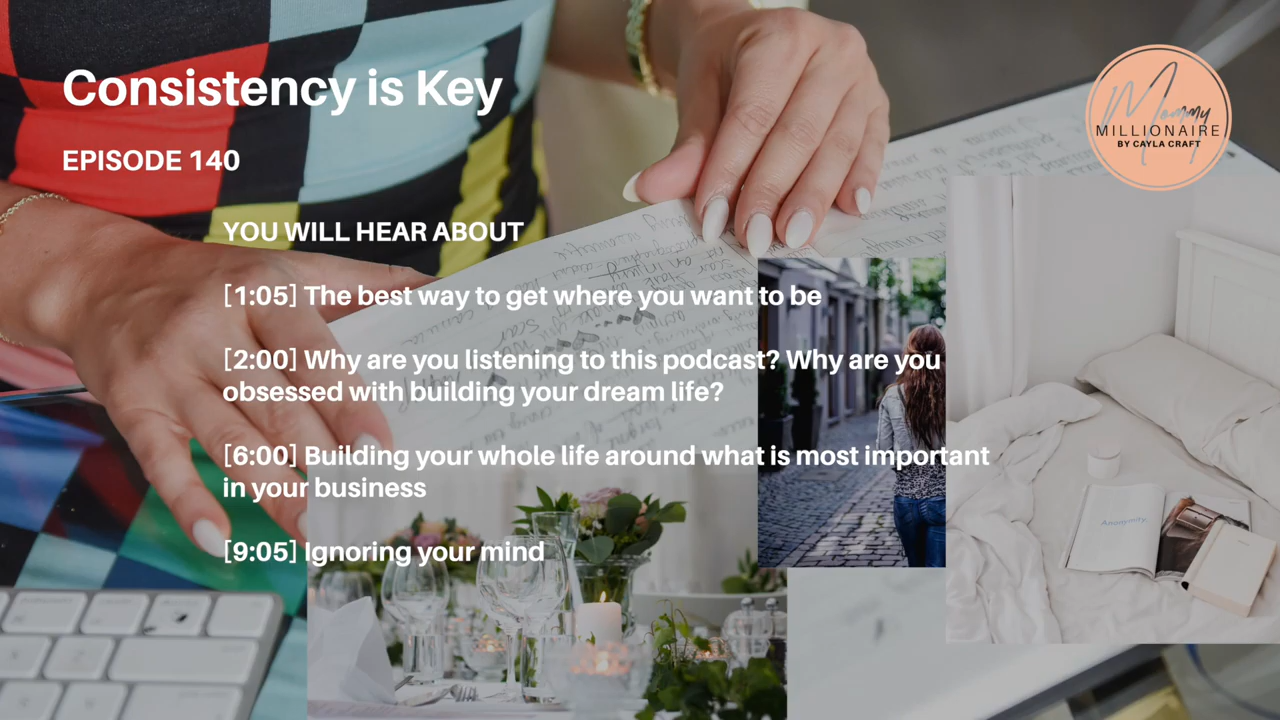 Consistency is Key
Mommy
MILLIONAIRE
BY CAYLA CRAFT
EPISODE 140
YOU WILL HEAR ABOUT
[1:05] The best way to get where you want to be
[2:00] Why are you listening to this podcast? Why are you
obsessed with building your dream life?
[6:00] Building your whole life around what is most important
in your business
[9:05] Ignoring your mind
Anonymity.